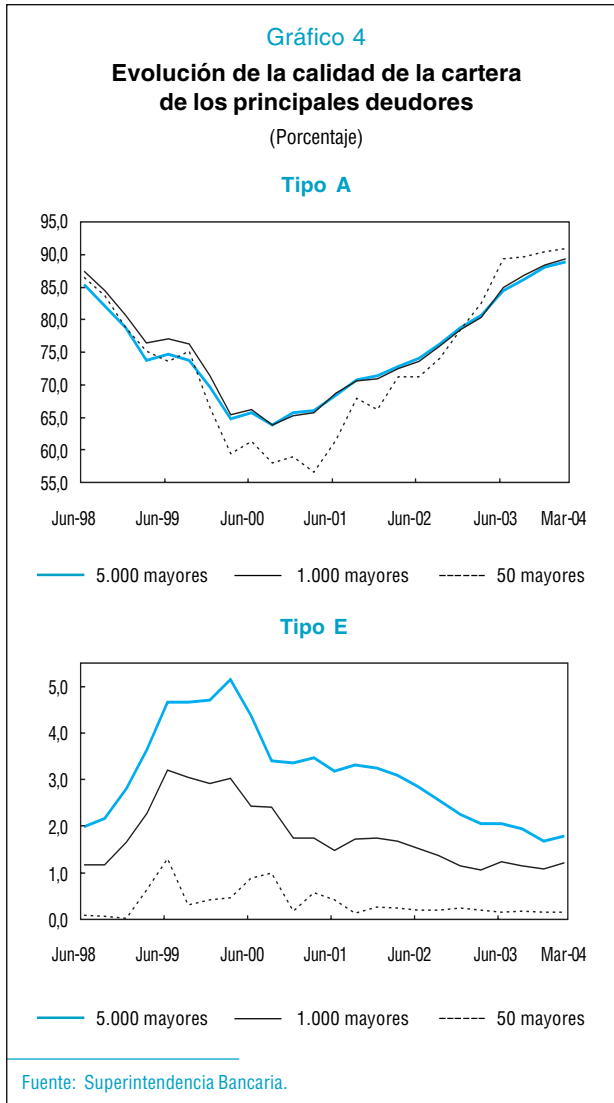 Gráfico 4
Evolución de la calidad de la cartera
de los principales deudores
(Porcentaje)
Tipo A
95,0
90,0
85,0
80,0
75,0
70,0
65,0
60,0
55,0
Jun-98 Jun-99 Jun-00 Jun-01 Jun-02 Jun-03 Mar-04
5.000 mayores 1.000 mayores 50 mayores
Tipo E
5,0
4,0
3,0
2,0
1,0
0,0
Jun-98 Jun-99 Jun-00 Jun-01 Jun-02 Jun-03 Mar-04
5.000 mayores 1.000 mayores 50 mayores
Fuente: Superintendencia Bancaria.